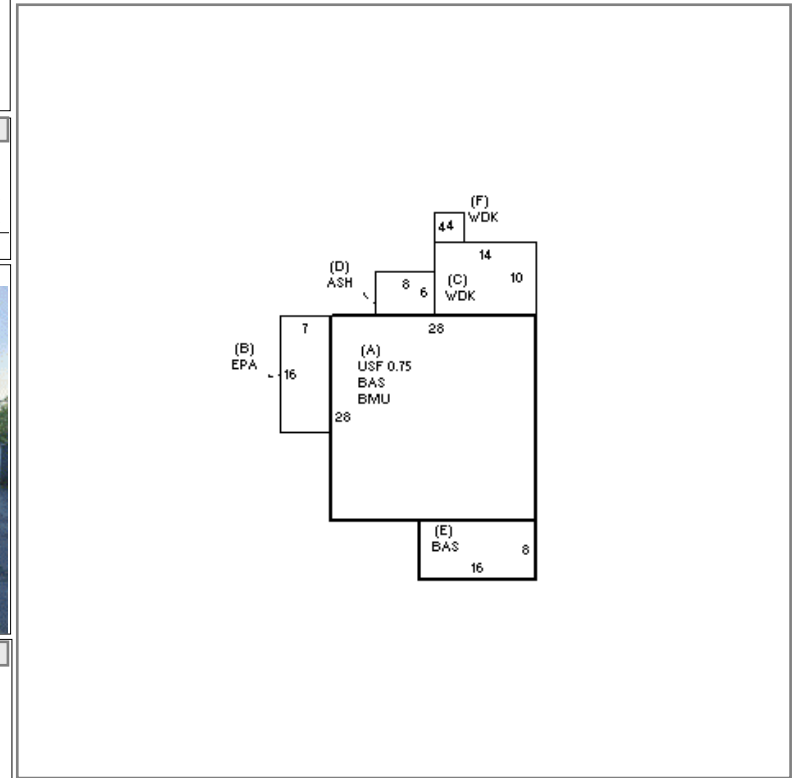 (F)
WDK
44
14
10
(D)
ASH
8
6
(C)
WDK
7
16
(B)
EPA
28
(A)
USF 0.75
BAS
BMU
28
(E)
BAS
8
16